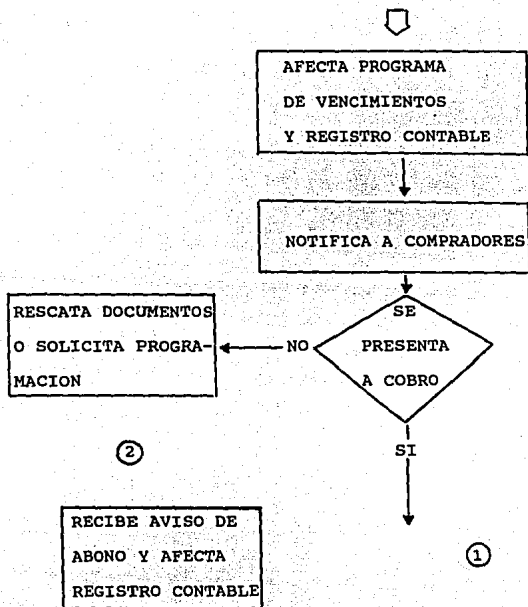 AFECTA PROGRAMA
DE VENCIMIENTOS
Y REGISTRO CONTABLE
NOTIFICA A COMPRADORES
SE
PRESENTA
A COBRO
NO
RESCATA DOCUMENTOS
O SOLICITA PROGRA-
MACION
SI
2
1
RECIBE AVISO DE
ABONO Y AFECTA
REGISTRO CONTABLE